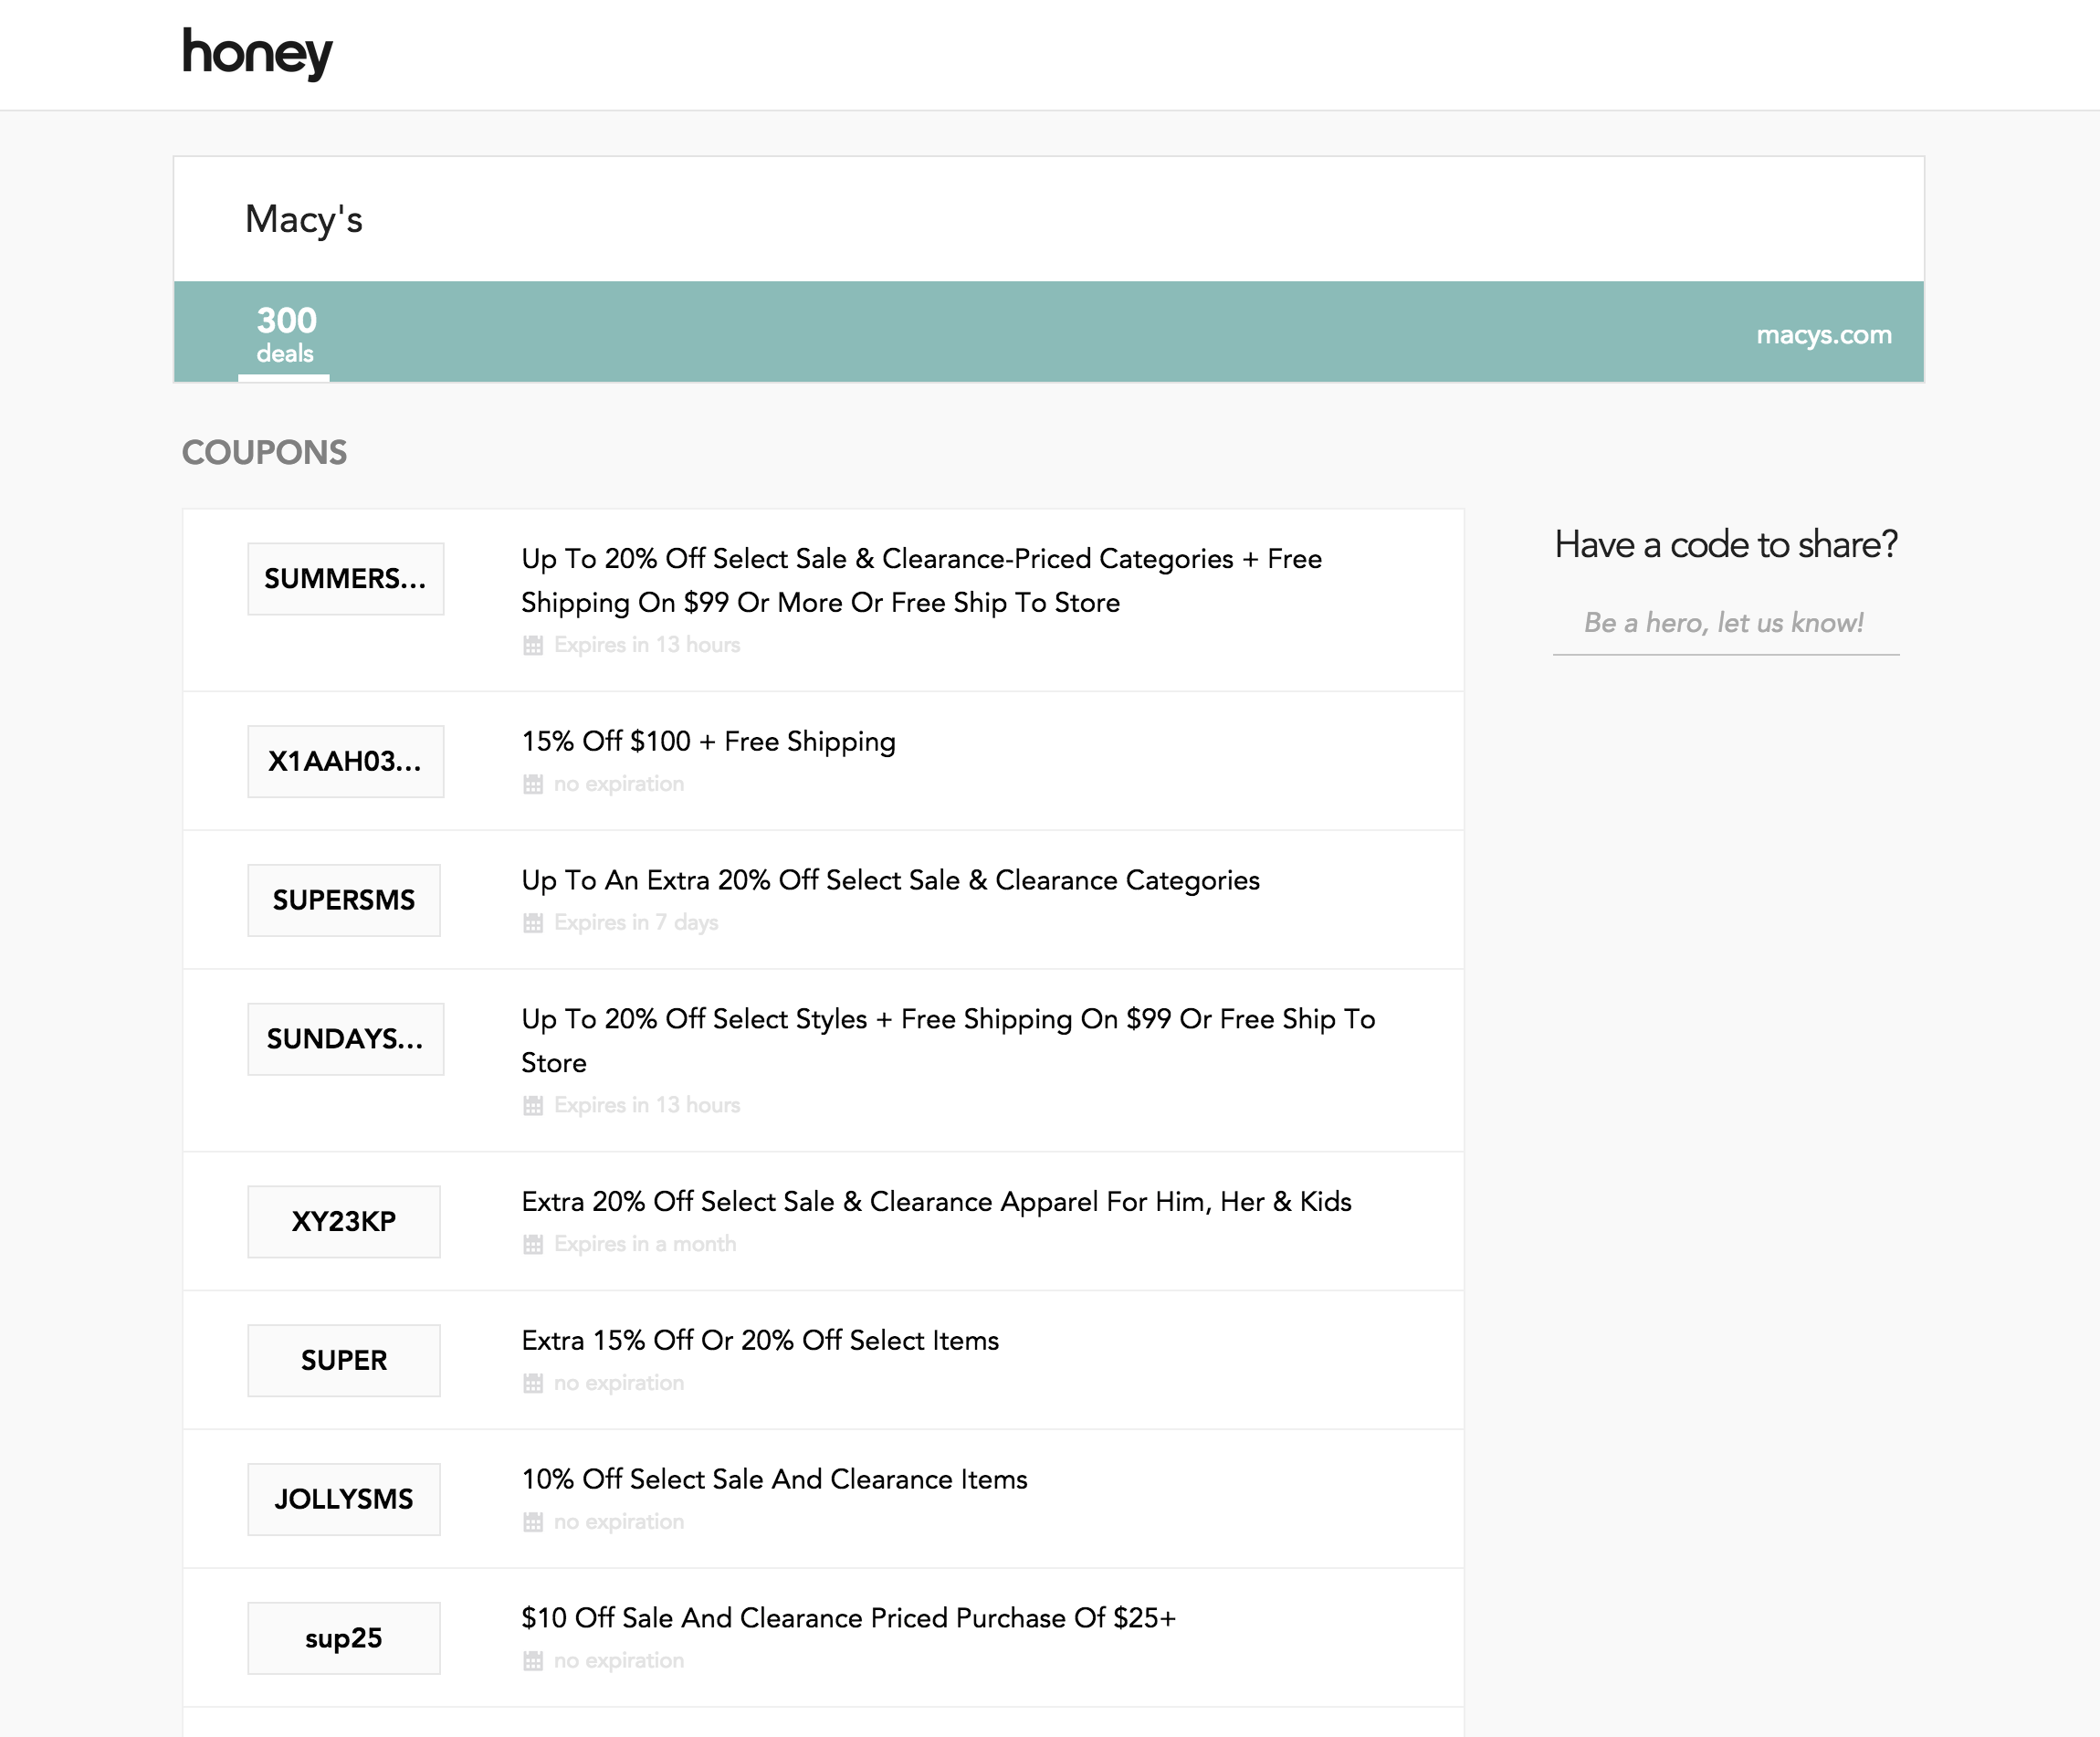 honey
Macy's
300
deals
macys.com
COUPONS
SUMMERS...
Up To 20% Off Select Sale & Clearance-Priced Categories + Free
Shipping On $99 Or More Or Free Ship To Store
Expires in 13 hours
X1AAH03...
15% Off $100 + Free Shipping
no expiration
SUPERSMS
Up To An Extra 20% Off Select Sale & Clearance Categories
Expires in 7 days
SUNDAYS...
Up To 20% Off Select Styles + Free Shipping On $99 Or Free Ship To
Store
Expires in 13 hours
XY23KP
Extra 20% Off Select Sale & Clearance Apparel For Him, Her & Kids
Expires in a month
SUPER
Extra 15% Off Or 20% Off Select Items
no expiration
JOLLYSMS
10% Off Select Sale And Clearance Items
no expiration
sup25
$10 Off Sale And Clearance Priced Purchase Of $25+
no expiration
Have a code to share?
Be a hero, let us know!